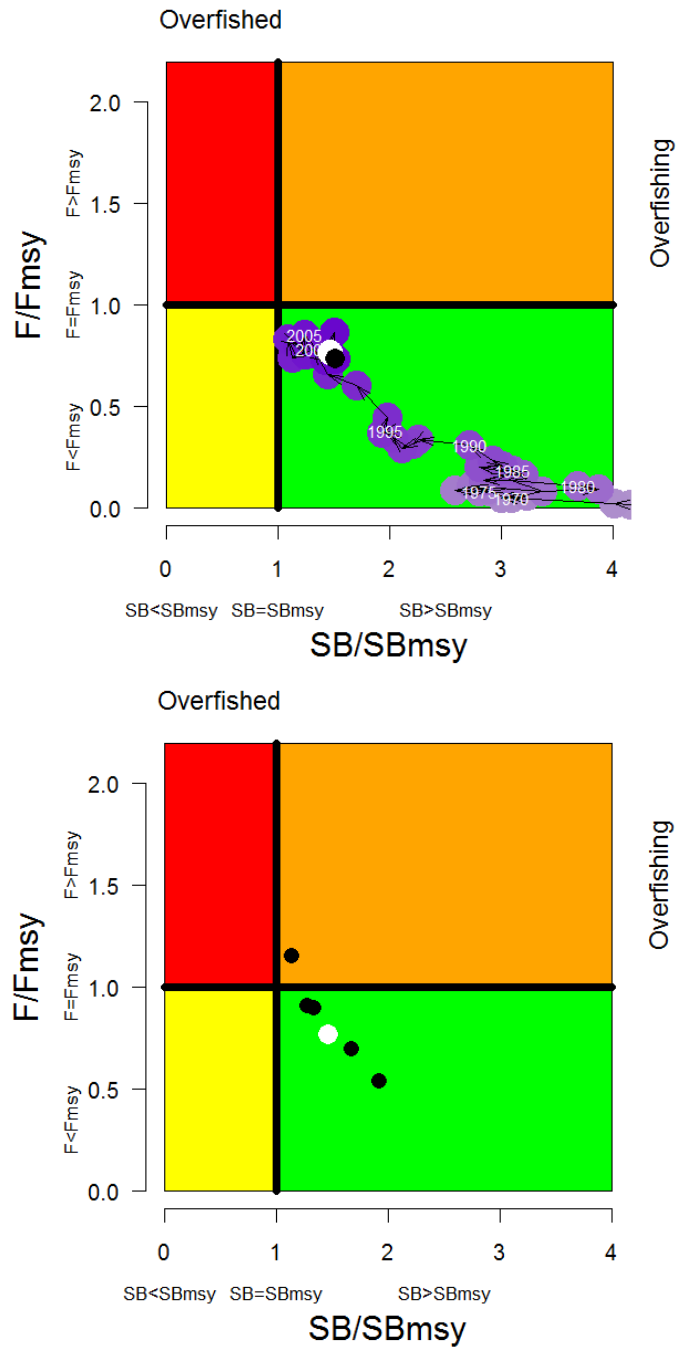 Overfished
2.0
1.5
1.0
0.5
0.0
F/Fmsy
F>Fmsy
F=Fmsy
F<Fmsy
Overfishing
2005
1995
1990
1985
1980
1975
1970
0 1 2 3 4
SB<SBmsy SB=SBmsy SB>SBmsy
SB/SBmsy
Overfished
2.0
1.5
1.0
0.5
0.0
F/Fmsy
F>Fmsy
F=Fmsy
F<Fmsy
Overfishing
0 1 2 3 4
SB<SBmsy SB=SBmsy SB>SBmsy
SB/SBmsy